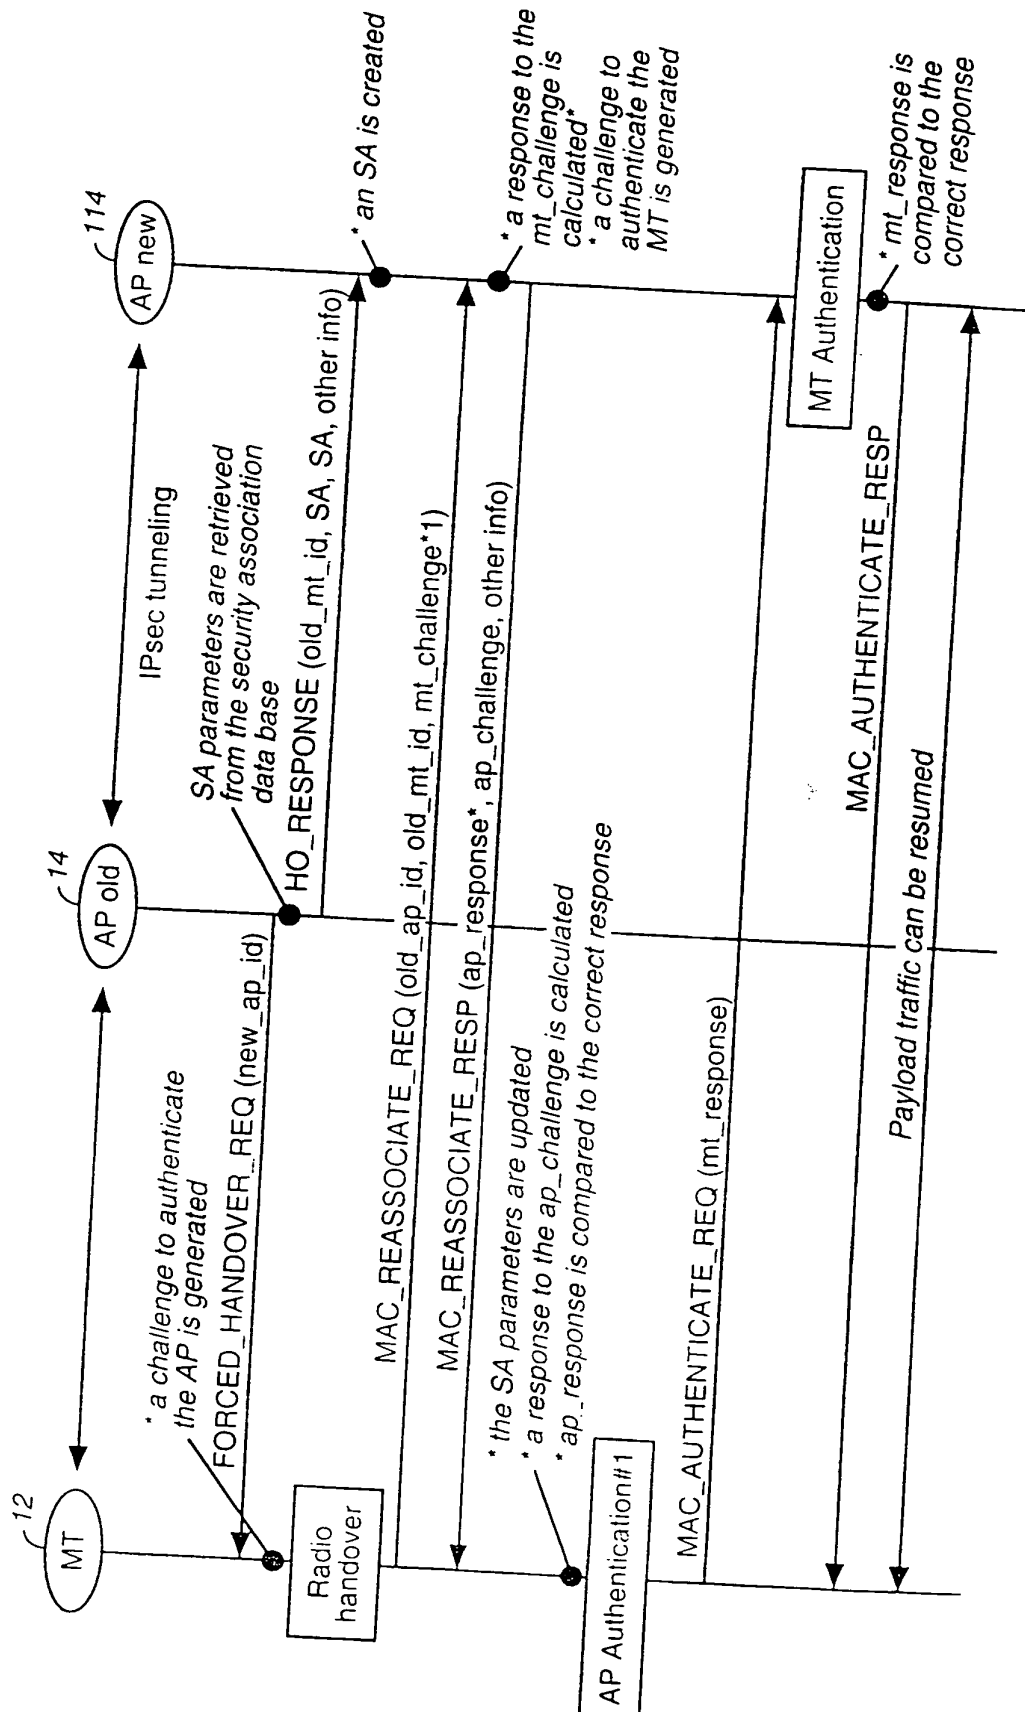 12
MT
14
AP old
114
AP new
IPsec tunneling
* a challenge to authenticate
the AP is generated
FORCED_HANDOVER_REQ (new_ap_id)
SA parameters are retrieved
from the security association
data base
HO_RESPONSE (old_mt_id, SA, SA, other info)
* an SA is created
Radio
handover
MAC_REASSOCIATE_REQ (old_ap_id, old_mt_id, mt_challenge*1)
* a response to the
mt_challenge is
calculated*
* a challenge to
authenticate the
MT is generated
MAC_REASSOCIATE_RESP (ap_response*, ap_challenge, other info)
* the SA parameters are updated
* a response to the ap_challenge is calculated
* ap_response is compared to the correct response
AP Authentication#1
MAC_AUTHENTICATE_REQ (mt_response)
MT Authentication
* mt_response is
compared to the
correct response
MAC_AUTHENTICATE_RESP
Payload traffic can be resumed